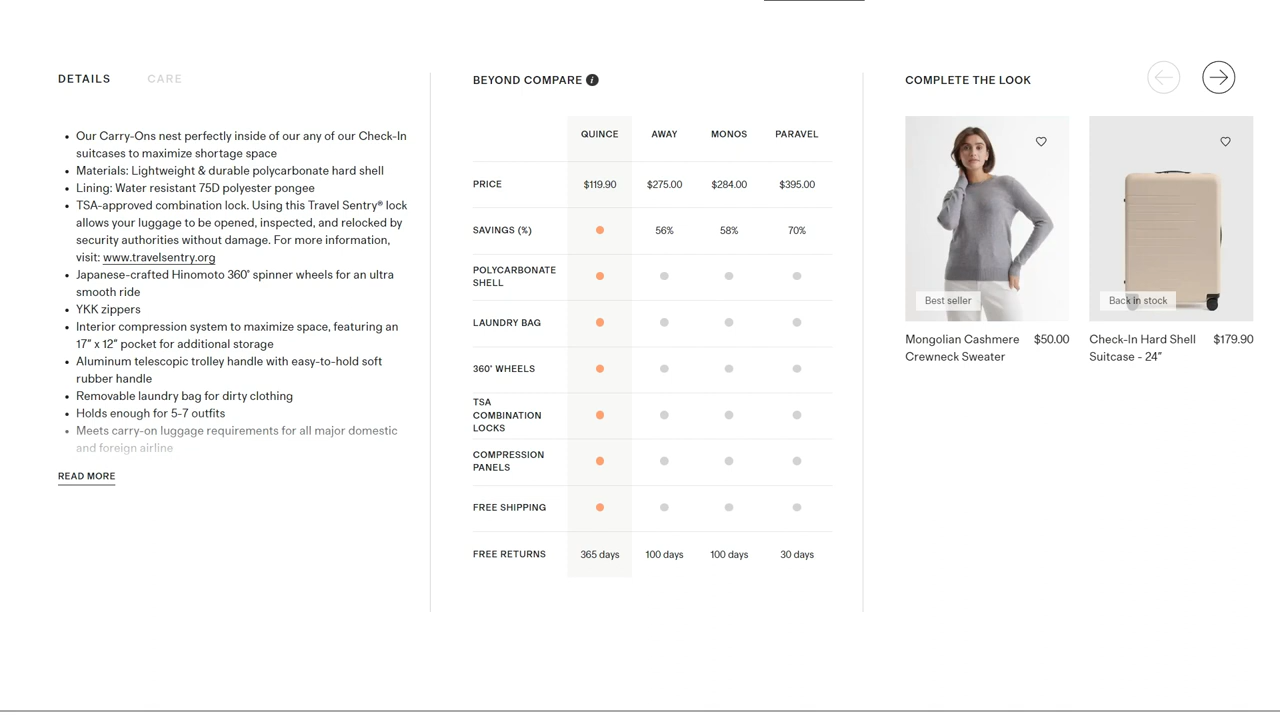 DETAILS CARE
• Our Carry-Ons nest perfectly inside of our any of our Check-In
suitcases to maximize shortage space
• Materials: Lightweight & durable polycarbonate hard shell
• Lining: Water resistant 75D polyester pongee
• TSA-approved combination lock. Using this Travel Sentry® lock
allows your luggage to be opened, inspected, and relocked by
security authorities without damage. For more information,
visit: www.travelsentry.org
• Japanese-crafted Hinomoto 360° spinner wheels for an ultra
smooth ride
• YKK zippers
• Interior compression system to maximize space, featuring an
17” x 12” pocket for additional storage
• Aluminum telescopic trolley handle with easy-to-hold soft
rubber handle
• Removable laundry bag for dirty clothing
• Holds enough for 5-7 outfits
• Meets carry-on luggage requirements for all major domestic
and foreign airline
READ MORE
BEYOND COMPARE i
QUINCE AWAY MONOS PARAVEL
PRICE $119.90 $275.00 $284.00 $395.00
SAVINGS (%) 56% 58% 70%
POLYCARBONATE
SHELL
LAUNDRY BAG
360° WHEELS
TSA
COMBINATION
LOCKS
COMPRESSION
PANELS
FREE SHIPPING
FREE RETURNS 365 days 100 days 100 days 30 days
COMPLETE THE LOOK
Best seller
Mongolian Cashmere $50.00
Crewneck Sweater
Back in stock
Check-In Hard Shell $179.90
Suitcase - 24”